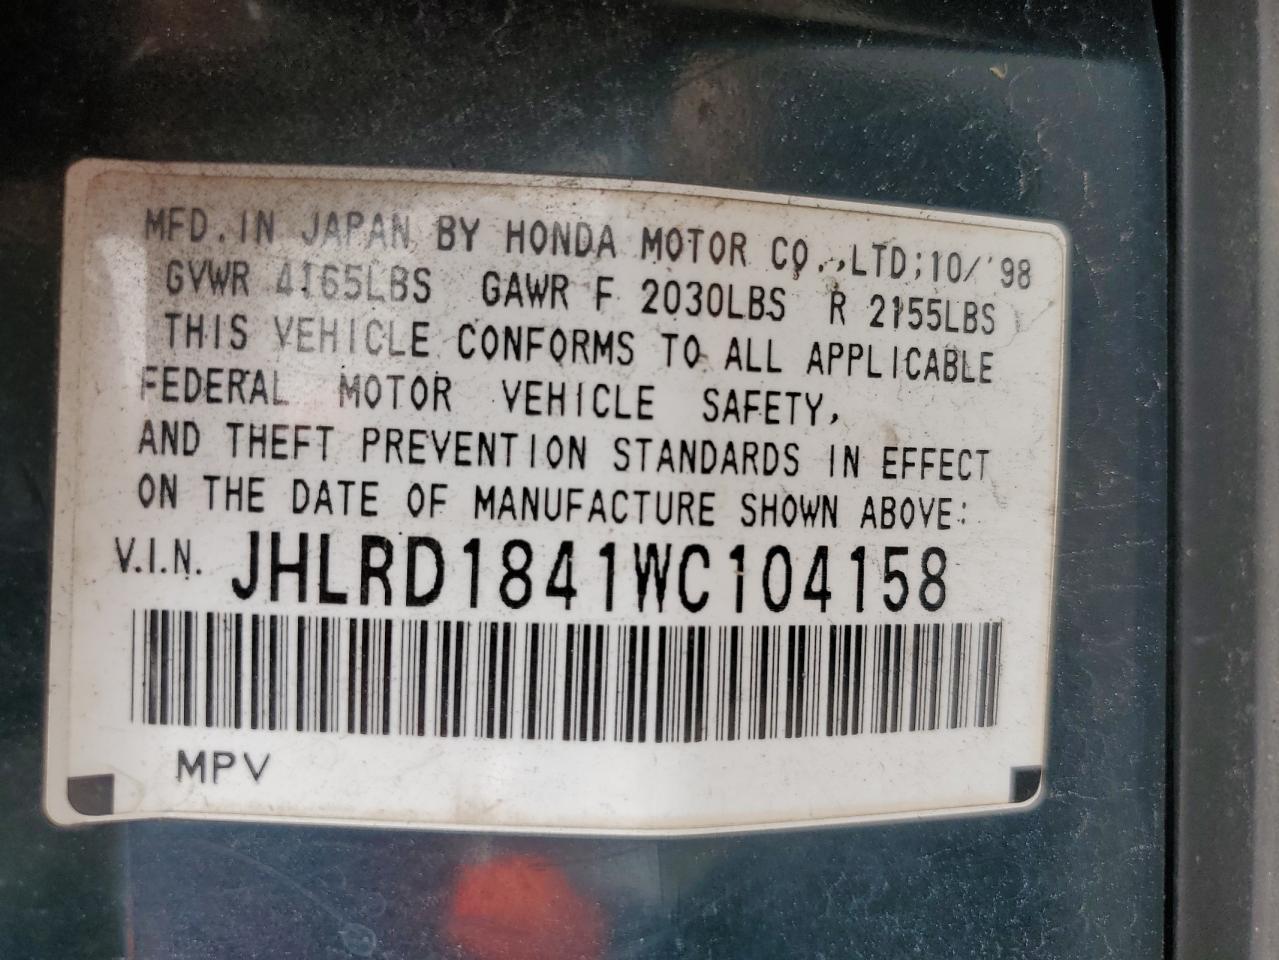 MFD. IN JAPAN BY HONDA MOTOR CO.,LTD;10/'98
GVWR 4165LBS GAWR F 2030LBS R 2155LBS
THIS VEHICLE CONFORMS TO ALL APPLICABLE
FEDERAL MOTOR VEHICLE SAFETY,
AND THEFT PREVENTION STANDARDS IN EFFECT
ON THE DATE OF MANUFACTURE SHOWN ABOVE:
V.I.N. JHLRD1841WC104158
MPV